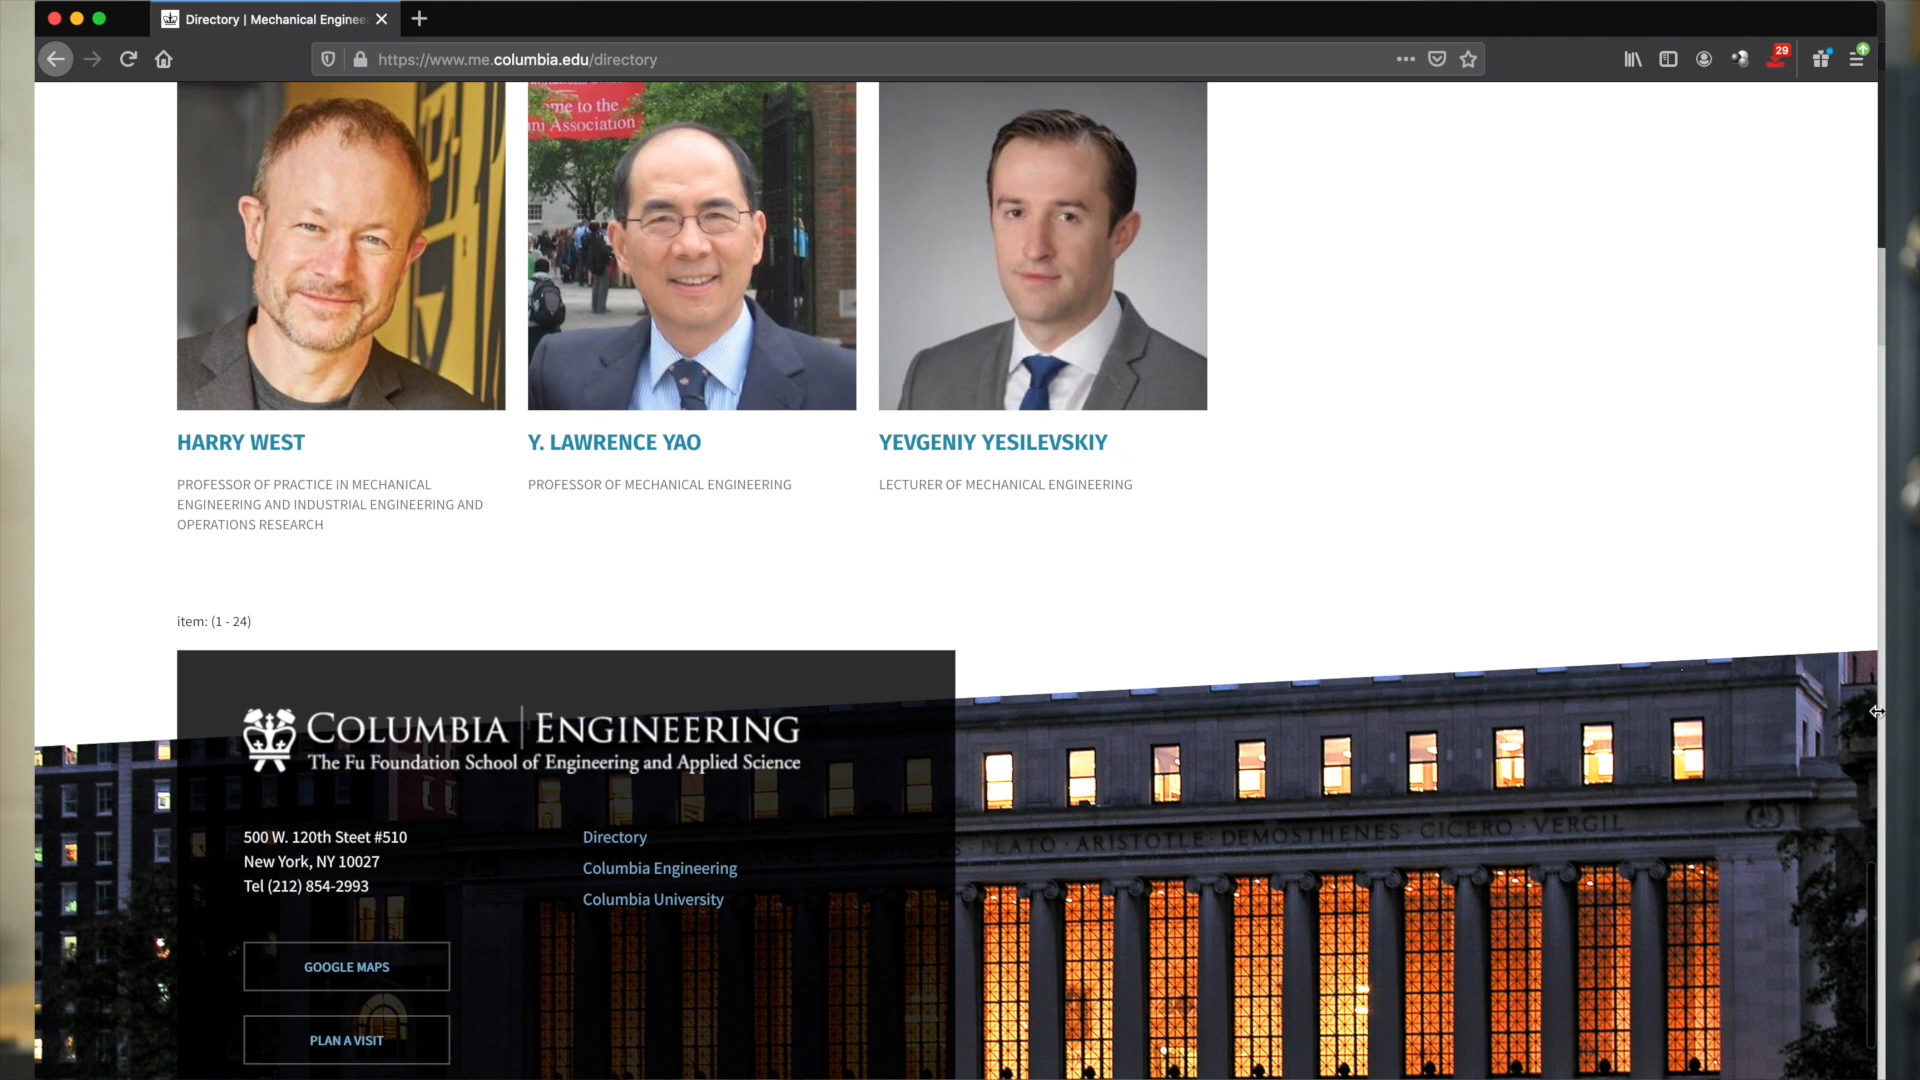 Directory | Mechanical Enginee
https://www.me.columbia.edu/directory
29
ome to the
ni Association
HARRY WEST
Y. LAWRENCE YAO
YEVGENIY YESILEVSKIY
PROFESSOR OF PRACTICE IN MECHANICAL
ENGINEERING AND INDUSTRIAL ENGINEERING AND
OPERATIONS RESEARCH
PROFESSOR OF MECHANICAL ENGINEERING
LECTURER OF MECHANICAL ENGINEERING
item: (1 - 24)
COLUMBIA | ENGINEERING
The Fu Foundation School of Engineering and Applied Science
500 W. 120th Steet #510
New York, NY 10027
Tel (212) 854-2993
Directory
Columbia Engineering
Columbia University
PLATO · ARISTOTLE · DEMOSTHENES · CICERO · VERGIL
GOOGLE MAPS
PLAN A VISIT